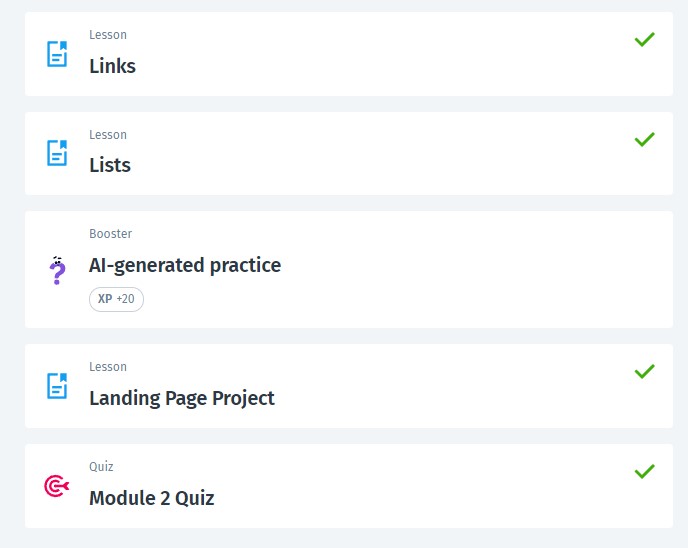 Lesson
Links
Lesson
Lists
Booster
AI-generated practice
XP +20
Lesson
Landing Page Project
Quiz
Module 2 Quiz